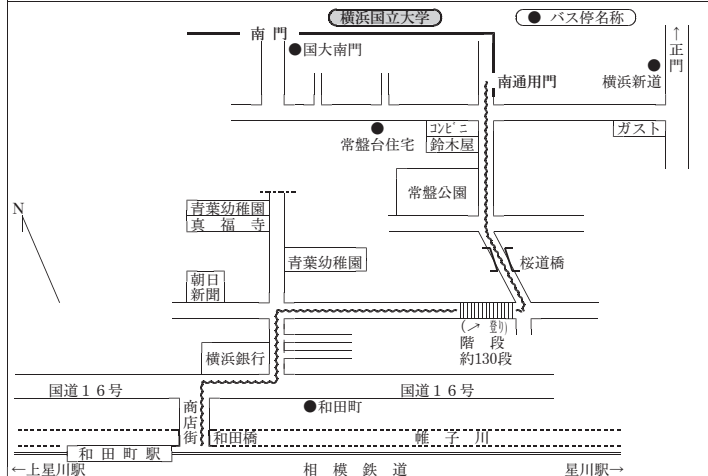 横浜国立大学
● バス停名称
南 門
●国大南門
↑正門
南通用門
●
横浜新道
●
常盤台住宅
コンビニ
鈴木屋
ガスト
常盤公園
N
青葉幼稚園
真 福 寺
青葉幼稚園
桜道橋
朝日
新聞
(↗ 登り)
階 段
約130段
横浜銀行
国道16号
国道16号
商店街
●和田町
和田橋
帷 子 川
和 田 町 駅
←上星川駅
相 模 鉄 道
星川駅→